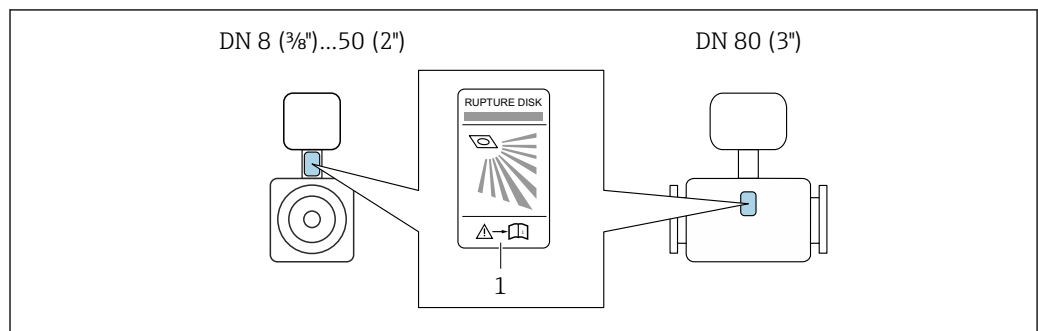 DN 8 (⅜")...50 (2")
DN 80 (3")
RUPTURE DISK
1